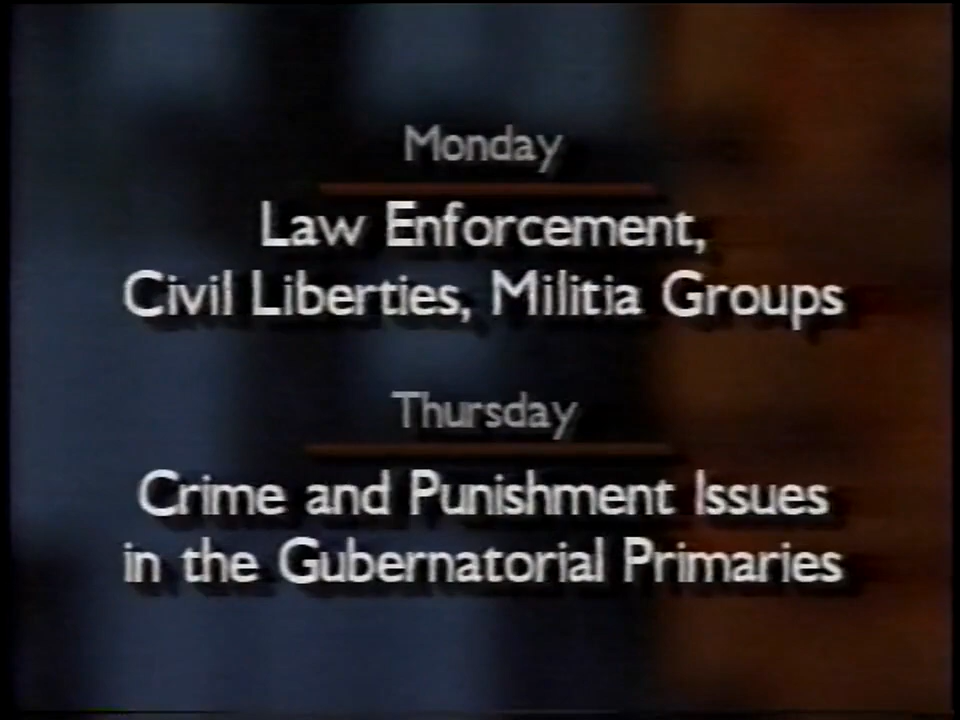 Monday
Law Enforcement,
Civil Liberties, Militia Groups
Thursday
Crime and Punishment Issues
in the Gubernatorial Primaries